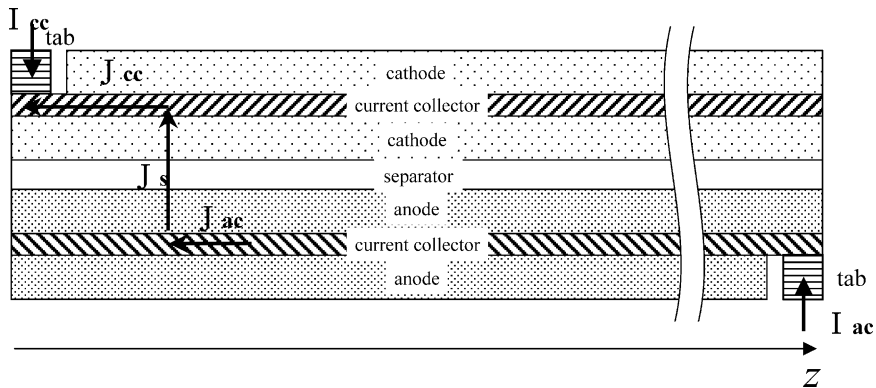 I cc
tab
J cc
cathode
current collector
cathode
separator
J s
anode
J ac
current collector
anode
tab
I ac
z